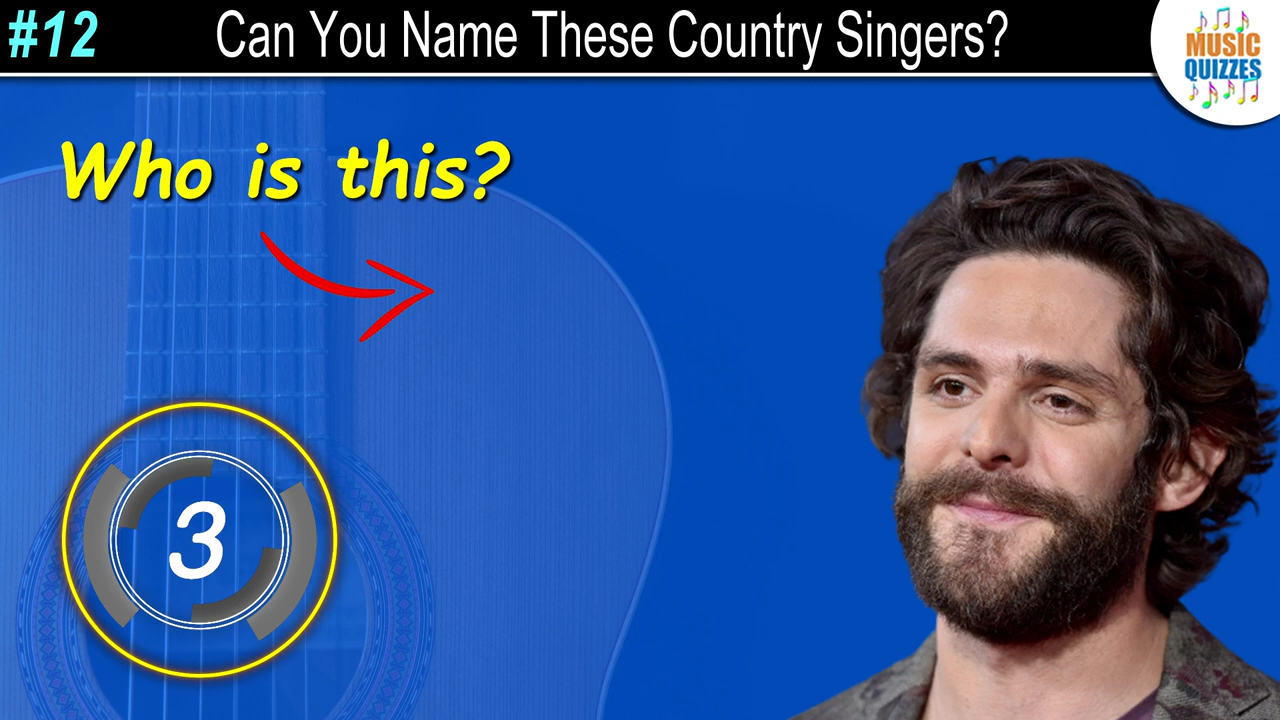 #12 Can You Name These Country Singers?
MUSIC
QUIZZES
Who is this?
3